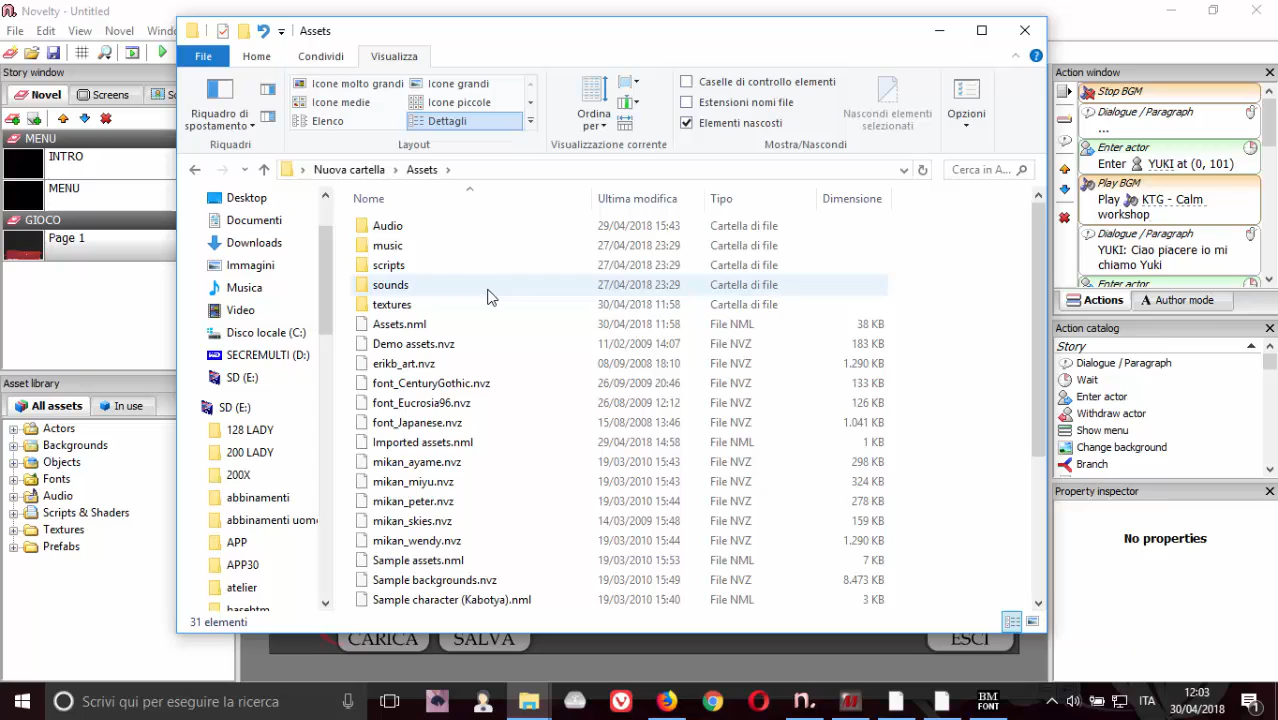 Novelty - Untitled
File Edit View Novel Windo
Story window
Novel Screens Sc
MENU
INTRO
MENU
GIOCO
Page 1
Asset library
All assets In use
Actors
Backgrounds
Objects
Fonts
Audio
Scripts & Shaders
Textures
Prefabs
Assets
File Home Condividi Visualizza
Riquadro di spostamento
Riquadri
Icone molto grandi Icone grandi
Icone medie Icone piccole
Elenco Dettagli
Layout
Ordina per
Visualizzazione corrente
Caselle di controllo elementi
Estensioni nomi file
Elementi nascosti
Nascondi elementi selezionati
Mostra/Nascondi
Opzioni
Nuova cartella Assets
Cerca in A...
Desktop
Documenti
Downloads
Immagini
Musica
Video
Disco locale (C:)
SECREMULTI (D:)
SD (E:)
SD (E:)
128 LADY
200 LADY
200X
abbinamenti
abbinamenti uom
APP
APP30
atelier
basehtm
Nome Ultima modifica Tipo Dimensione
Audio 29/04/2018 15:43 Cartella di file
music 27/04/2018 23:29 Cartella di file
scripts 27/04/2018 23:29 Cartella di file
sounds 27/04/2018 23:29 Cartella di file
textures 30/04/2018 11:58 Cartella di file
Assets.nml 30/04/2018 11:58 File NML 38 KB
Demo assets.nvz 11/02/2009 14:07 File NVZ 183 KB
erikb_art.nvz 08/09/2008 18:10 File NVZ 1.290 KB
font_CenturyGothic.nvz 26/09/2009 20:46 File NVZ 133 KB
font_Eucrosia96.nvz 26/08/2009 12:12 File NVZ 126 KB
font_Japanese.nvz 15/08/2008 13:46 File NVZ 1.041 KB
Imported assets.nml 29/04/2018 14:58 File NML 1 KB
mikan_ayame.nvz 19/03/2010 15:43 File NVZ 298 KB
mikan_miyu.nvz 19/03/2010 15:43 File NVZ 324 KB
mikan_peter.nvz 19/03/2010 15:44 File NVZ 278 KB
mikan_skies.nvz 14/03/2009 15:48 File NVZ 159 KB
mikan_wendy.nvz 19/03/2010 15:44 File NVZ 1.290 KB
Sample assets.nml 19/03/2010 15:53 File NML 7 KB
Sample backgrounds.nvz 19/03/2010 15:49 File NVZ 8.473 KB
Sample character (Kabotya).nml 19/03/2010 15:40 File NML 3 KB
31 elementi
CARICA SALVA ESCI
Action window
Stop BGM
Dialogue / Paragraph
...
Enter actor
Enter YUKI at (0, 101)
Play BGM
Play KTG - Calm
workshop
Dialogue / Paragraph
YUKI: Ciao piacere io mi
chiamo Yuki
Enter actor
Actions Author mode
Action catalog
Story
Dialogue / Paragraph
Wait
Enter actor
Withdraw actor
Show menu
Change background
Branch
Property inspector
No properties
Scrivi qui per eseguire la ricerca
BM
FONT
ITA
12:03
30/04/2018
1